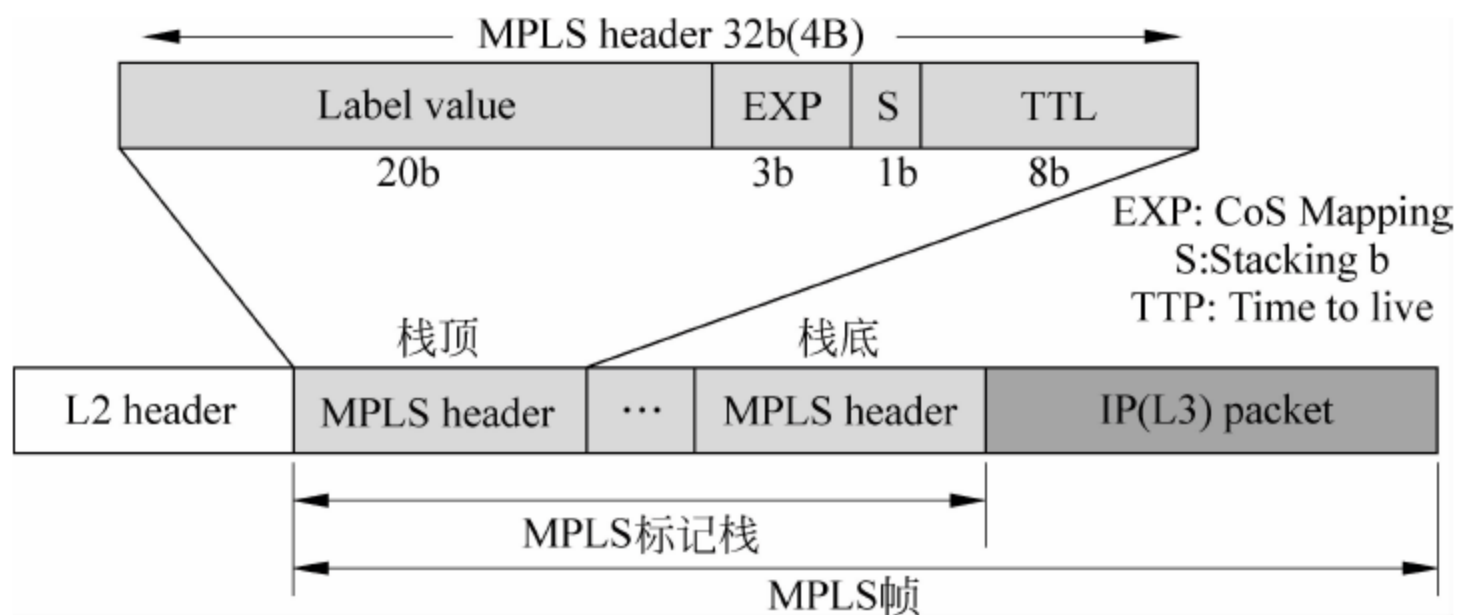 MPLS header 32b(4B)
Label value EXP S TTL
20b 3b 1b 8b
EXP: CoS Mapping
S:Stacking b
TTP: Time to live
栈顶 栈底
L2 header MPLS header ... MPLS header IP(L3) packet
MPLS标记栈
MPLS帧